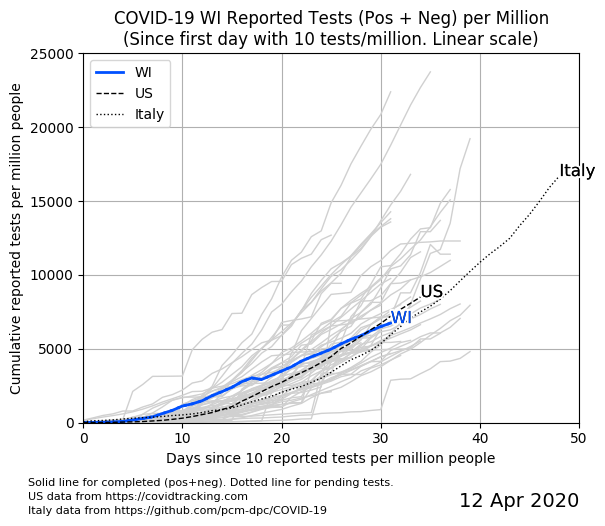 COVID-19 WI Reported Tests (Pos + Neg) per Million
(Since first day with 10 tests/million. Linear scale)
Cumulative reported tests per million people
25000
20000
15000
10000
5000
0
WI
US
Italy
Italy
US
WI
0 10 20 30 40 50
Days since 10 reported tests per million people
Solid line for completed (pos+neg). Dotted line for pending tests.
US data from https://covidtracking.com
Italy data from https://github.com/pcm-dpc/COVID-19
12 Apr 2020